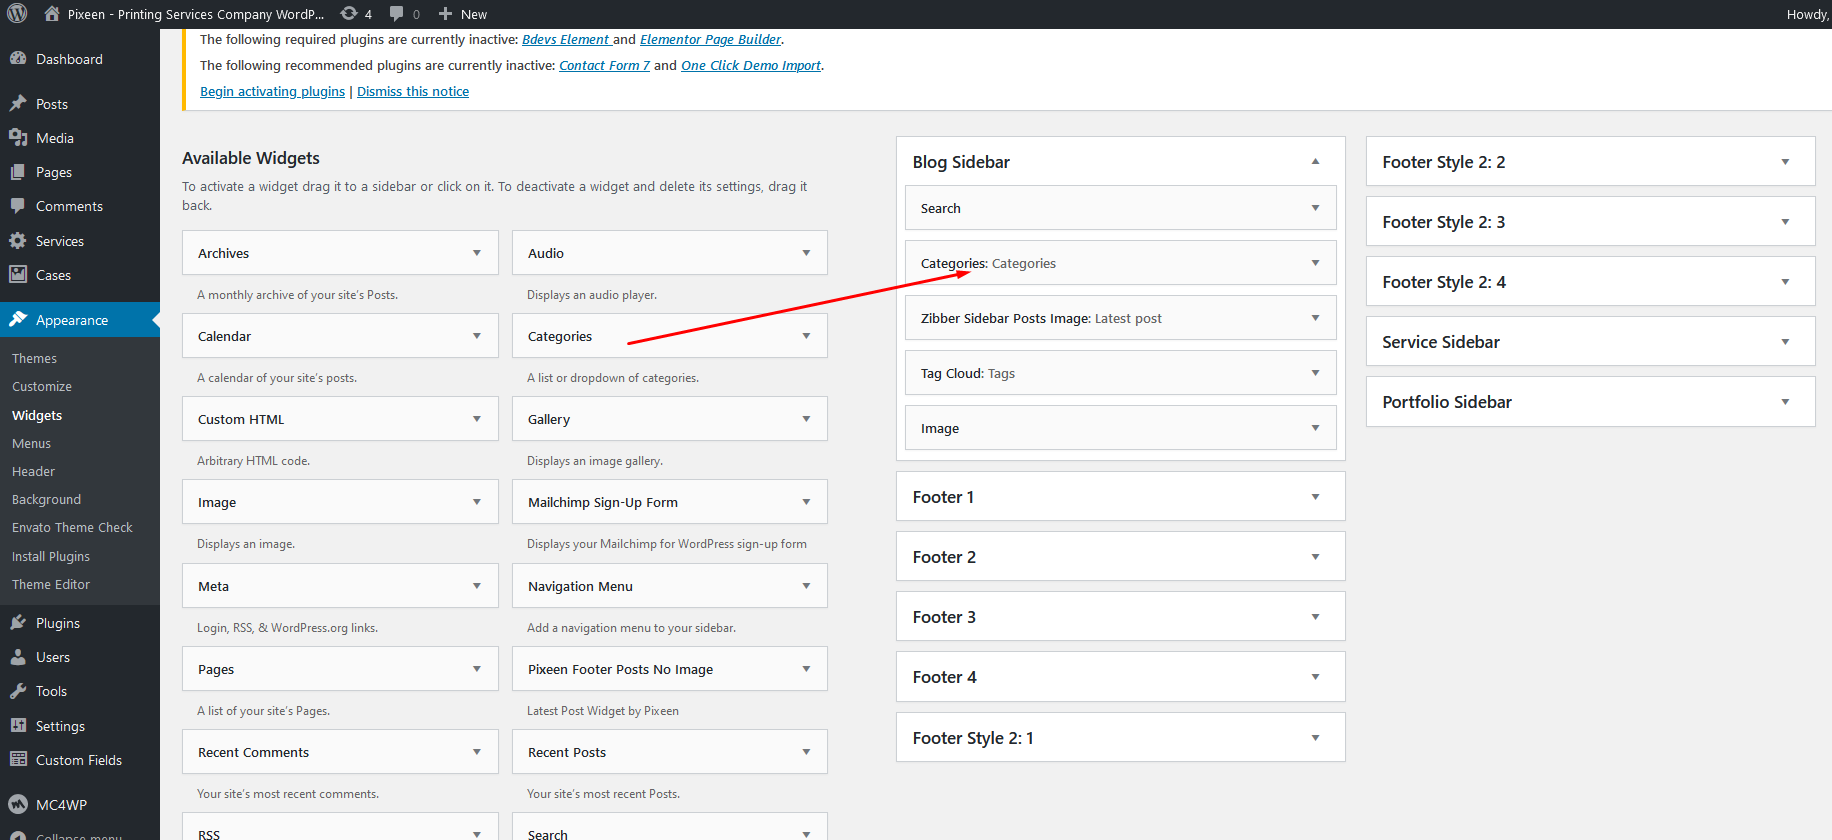 Pixeen - Printing Services Company WordP...
4
0
New
Howdy,
Dashboard
Posts
Media
Pages
Comments
Services
Cases
Appearance
Themes
Customize
Widgets
Menus
Header
Background
Envato Theme Check
Install Plugins
Theme Editor
Plugins
Users
Tools
Settings
Custom Fields
MC4WP
Collapse menu
The following required plugins are currently inactive: Bdevs Element and Elementor Page Builder.
The following recommended plugins are currently inactive: Contact Form 7 and One Click Demo Import.
Begin activating plugins | Dismiss this notice
Available Widgets
To activate a widget drag it to a sidebar or click on it. To deactivate a widget and delete its settings, drag it
back.
Archives
A monthly archive of your site's Posts.
Audio
Displays an audio player.
Calendar
A calendar of your site's posts.
Categories
A list or dropdown of categories.
Custom HTML
Arbitrary HTML code.
Gallery
Displays an image gallery.
Image
Displays an image.
Mailchimp Sign-Up Form
Displays your Mailchimp for WordPress sign-up form
Meta
Login, RSS, & WordPress.org links.
Navigation Menu
Add a navigation menu to your sidebar.
Pages
A list of your site's Pages.
Pixeen Footer Posts No Image
Latest Post Widget by Pixeen
Recent Comments
Your site's most recent comments.
Recent Posts
Your site's most recent Posts.
RSS
Search
Blog Sidebar
Search
Categories: Categories
Zibber Sidebar Posts Image: Latest post
Tag Cloud: Tags
Image
Footer 1
Footer 2
Footer 3
Footer 4
Footer Style 2: 1
Footer Style 2: 2
Footer Style 2: 3
Footer Style 2: 4
Service Sidebar
Portfolio Sidebar